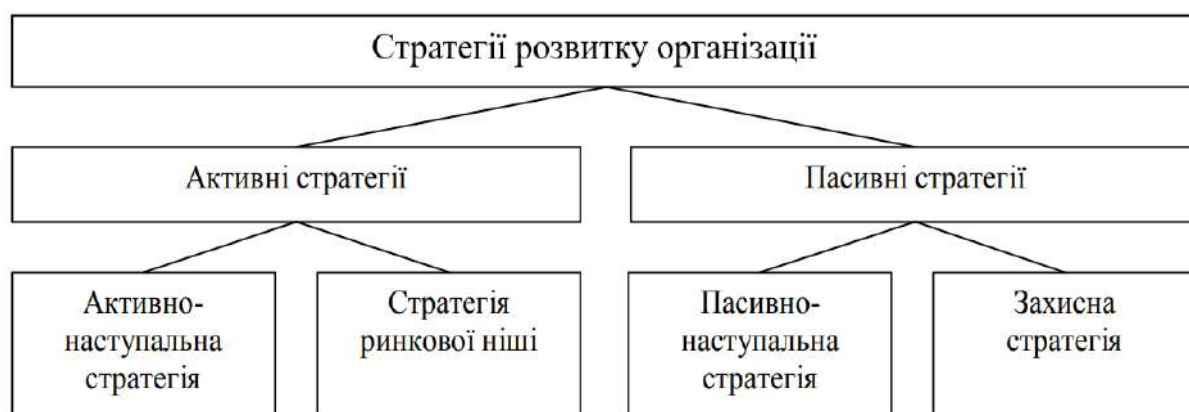 Стратегії розвитку організації
Активні стратегії
Пасивні стратегії
Активно-
наступальна
стратегія
Стратегія
ринкової ніші
Пасивно-
наступальна
стратегія
Захисна
стратегія